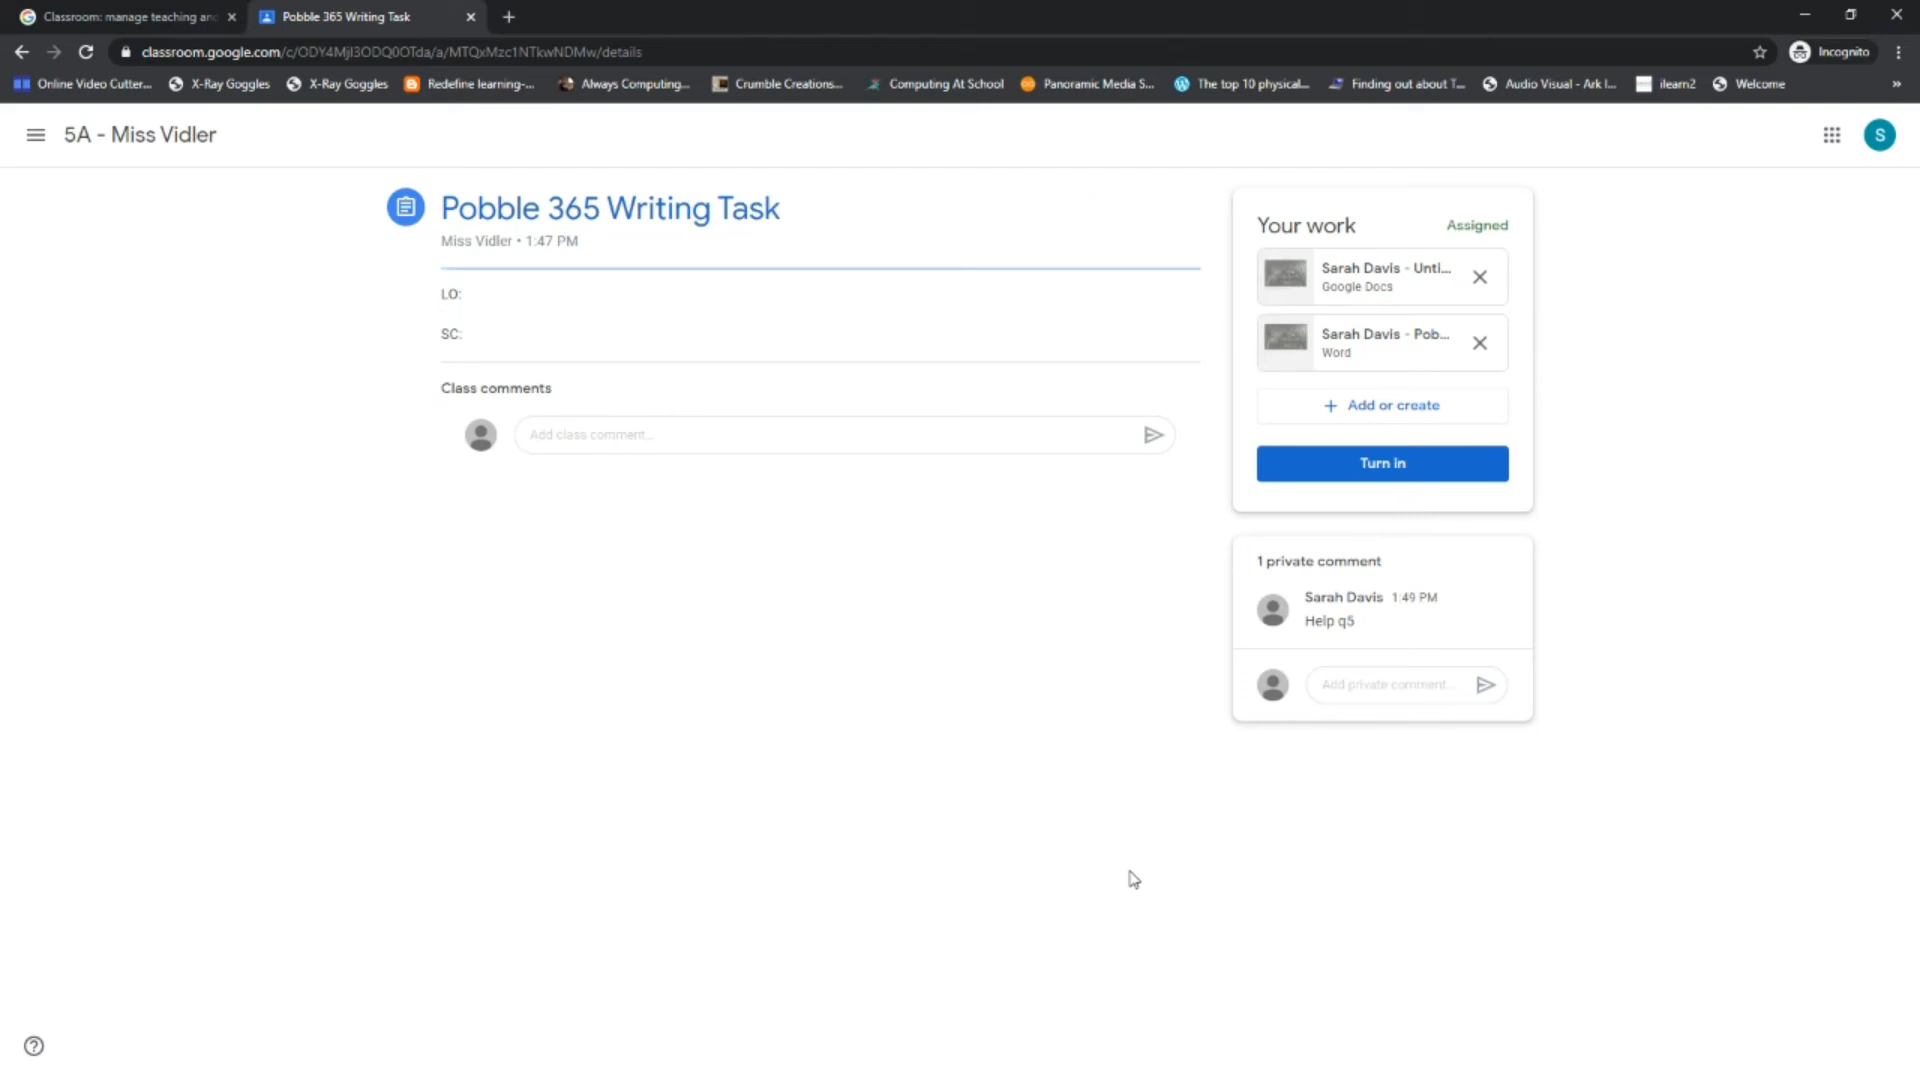 Classroom: manage teaching and
Pobble 365 Writing Task
classroom.google.com/c/ODY4MjI3ODQ0OTda/a/MTQxMzc1NTkwNDMw/details
Incognito
Online Video Cutter...
X-Ray Goggles
X-Ray Goggles
Redefine learning-...
Always Computing...
Crumble Creations...
Computing At School
Panoramic Media S...
The top 10 physical...
Finding out about T...
Audio Visual - Ark I...
ilearn2
Welcome
»
5A - Miss Vidler
S
Pobble 365 Writing Task
Miss Vidler • 1:47 PM
LO:
SC:
Class comments
Add class comment...
Your work
Assigned
Sarah Davis - Unti...
Google Docs
Sarah Davis - Pob...
Word
+ Add or create
Turn in
1 private comment
Sarah Davis 1:49 PM
Help q5
Add private comment...